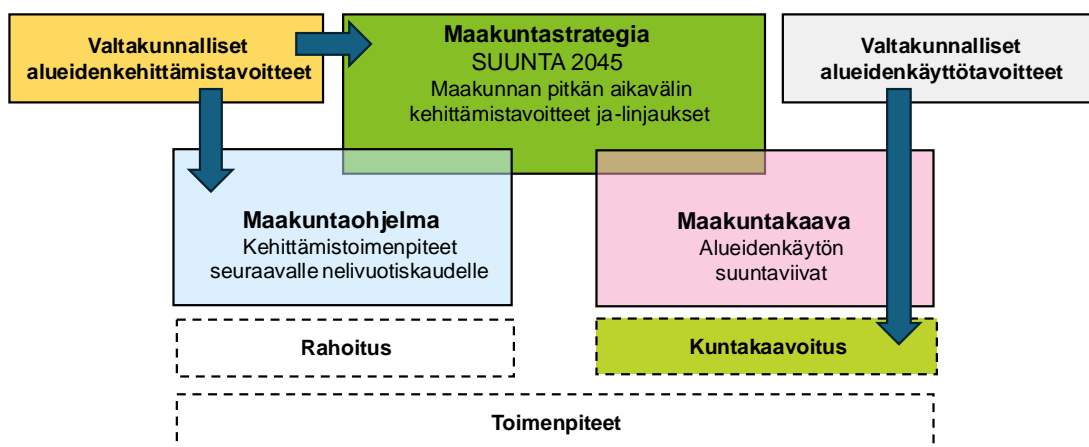 Valtakunnalliset
alueidenkehittämistavoitteet
Maakuntastrategia
SUUNTA 2045
Maakunnan pitkän aikavälin
kehittämistavoitteet ja-linjaukset
Valtakunnalliset
alueidenkäyttötavoitteet
Maakuntaohjelma
Kehittämistoimenpiteet
seuraavalle nelivuotiskaudelle
Maakuntakaava
Alueidenkäytön
suuntaviivat
Rahoitus
Kuntakaavoitus
Toimenpiteet